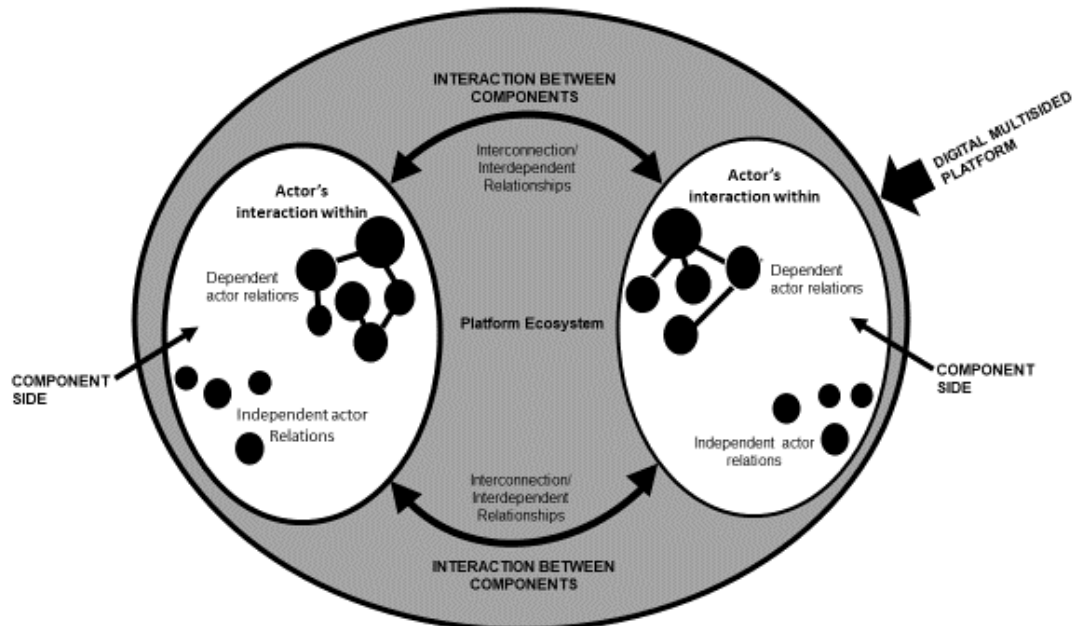 INTERACTION BETWEEN
COMPONENTS
Interconnection/
Interdependent
Relationships
DIGITAL MULTISIDED
PLATFORM
Actor's
interaction within
Dependent
actor relations
Actor's
interaction within
Dependent
actor relations
Platform Ecosystem
COMPONENT
SIDE
COMPONENT
SIDE
Independent actor
Relations
Independent actor
relations
Interconnection/
Interdependent
Relationships
INTERACTION BETWEEN
COMPONENTS